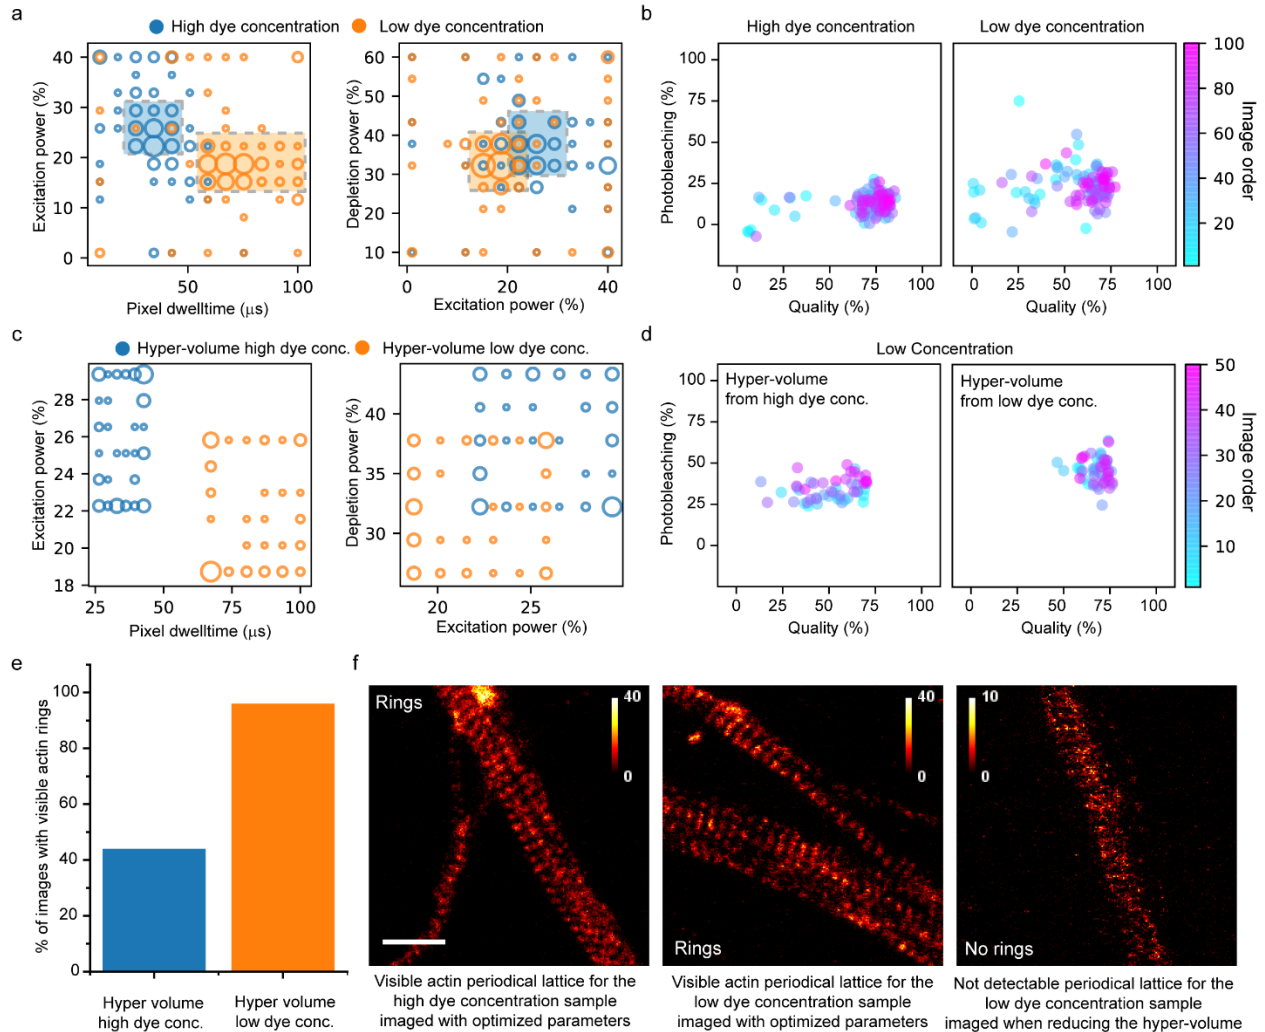 a
High dye concentration
Low dye concentration
Excitation power (%)
40
30
20
10
0
50
100
Pixel dwelltime (μs)
Depletion power (%)
60
50
40
30
20
10
0
20
40
Excitation power (%)
b
High dye concentration
Low dye concentration
Photobleaching (%)
100
75
50
25
0
0
25
50
75
100
Quality (%)
0
25
50
75
100
Quality (%)
100
80
60
40
20
Image order
c
Hyper-volume high dye conc.
Hyper-volume low dye conc.
Excitation power (%)
28
26
24
22
20
18
25
50
75
100
Pixel dwelltime (μs)
Depletion power (%)
40
35
30
20
25
Excitation power (%)
d
Low Concentration
Hyper-volume
from high dye conc.
Hyper-volume
from low dye conc.
Photobleaching (%)
100
75
50
25
0
0
25
50
75
100
Quality (%)
0
25
50
75
100
Quality (%)
50
40
30
20
10
Image order
e
% of images with visible actin rings
100
80
60
40
20
0
Hyper volume
high dye conc.
Hyper volume
low dye conc.
f
Rings
40
0
Visible actin periodical lattice for the
high dye concentration sample
imaged with optimized parameters
Rings
40
0
Visible actin periodical lattice for the
low dye concentration sample
imaged with optimized parameters
No rings
10
0
Not detectable periodical lattice for the
low dye concentration sample
imaged when reducing the hyper-volume